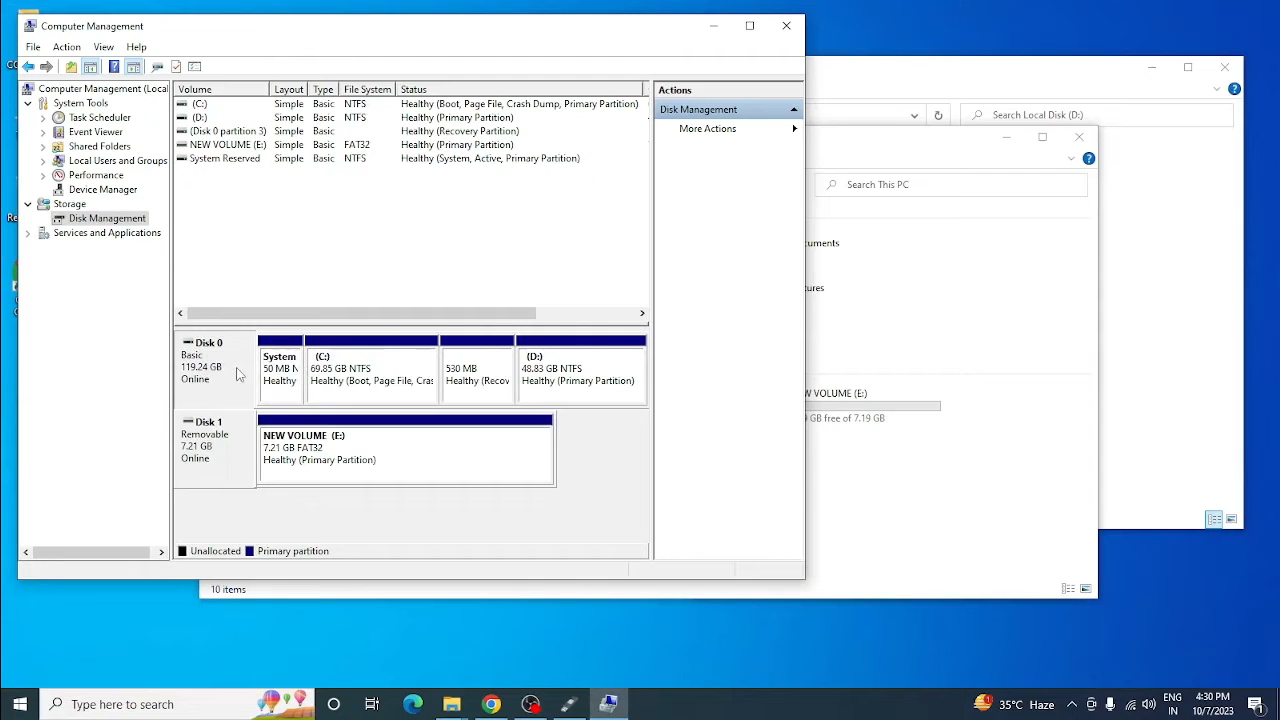 Computer Management
File Action View Help
Computer Management (Local
System Tools
Task Scheduler
Event Viewer
Shared Folders
Local Users and Groups
Performance
Device Manager
Storage
Disk Management
Services and Applications
Volume Layout Type File System Status
(C:) Simple Basic NTFS Healthy (Boot, Page File, Crash Dump, Primary Partition)
(D:) Simple Basic NTFS Healthy (Primary Partition)
(Disk 0 partition 3) Simple Basic Healthy (Recovery Partition)
NEW VOLUME (E:) Simple Basic FAT32 Healthy (Primary Partition)
System Reserved Simple Basic NTFS Healthy (System, Active, Primary Partition)
Actions
Disk Management
More Actions
Disk 0
Basic
119.24 GB
Online
System
50 MB N
Healthy
(C:)
69.85 GB NTFS
Healthy (Boot, Page File, Cras
530 MB
Healthy (Recov
(D:)
48.83 GB NTFS
Healthy (Primary Partition)
Disk 1
Removable
7.21 GB
Online
NEW VOLUME (E:)
7.21 GB FAT32
Healthy (Primary Partition)
Unallocated Primary partition
Search Local Disk (D:)
Search This PC
cuments
tures
W VOLUME (E:)
GB free of 7.19 GB
10 items
Type here to search
35°C Haze
ENG
IN
4:30 PM
10/7/2023